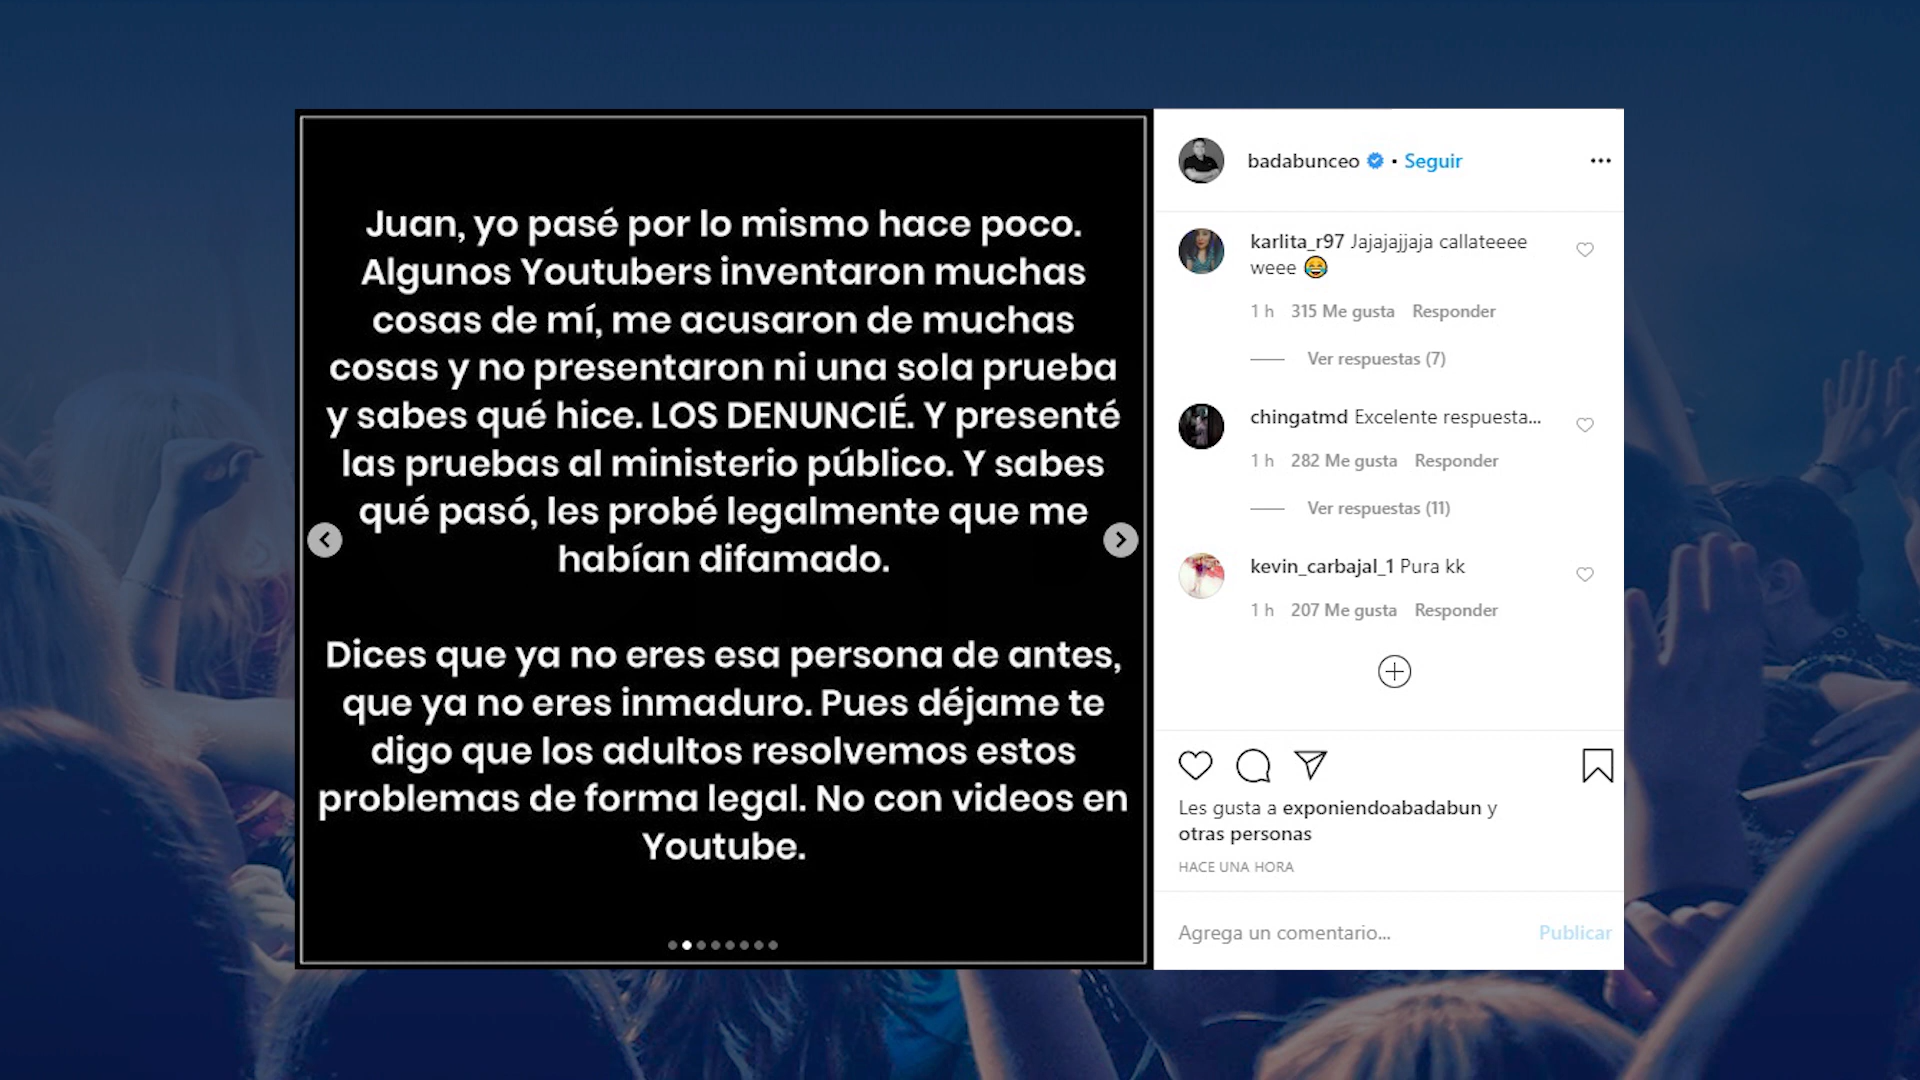 Juan, yo pasé por lo mismo hace poco.
Algunos Youtubers inventaron muchas
cosas de mí, me acusaron de muchas
cosas y no presentaron ni una sola prueba
y sabes qué hice. LOS DENUNCIÉ. Y presenté
las pruebas al ministerio público. Y sabes
qué pasó, les probé legalmente que me
habían difamado.
Dices que ya no eres esa persona de antes,
que ya no eres inmaduro. Pues déjame te
digo que los adultos resolvemos estos
problemas de forma legal. No con videos en
Youtube.
badabunceo • Seguir
karlita_r97 Jajajajjaja callateeee
weee 😂
1 h 315 Me gusta Responder
Ver respuestas (7)
chingatmd Excelente respuesta...
1 h 282 Me gusta Responder
Ver respuestas (11)
kevin_carbajal_1 Pura kk
1 h 207 Me gusta Responder
Les gusta a exponiendoabadabun y
otras personas
HACE UNA HORA
Agrega un comentario... Publicar